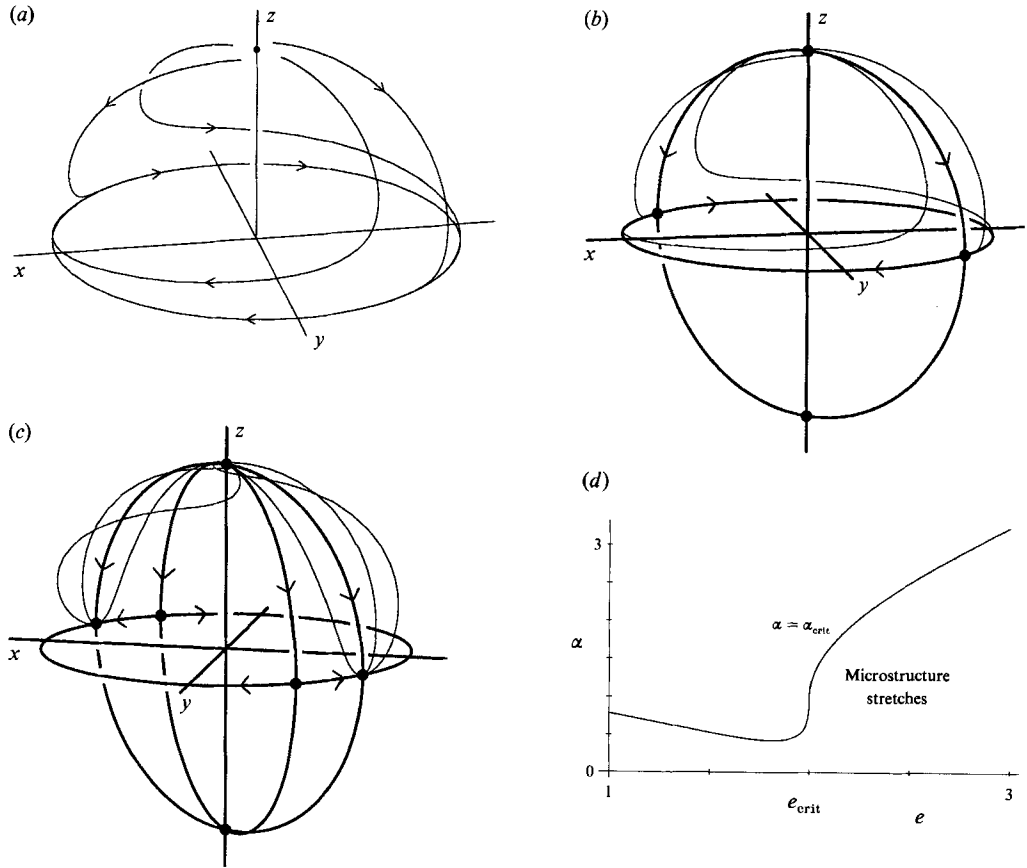 (a)
z
x
y
(b)
z
x
y
(c)
z
x
y
(d)
3
α
α ≃ α_crit
Microstructure
stretches
0
1
e_crit
e
3